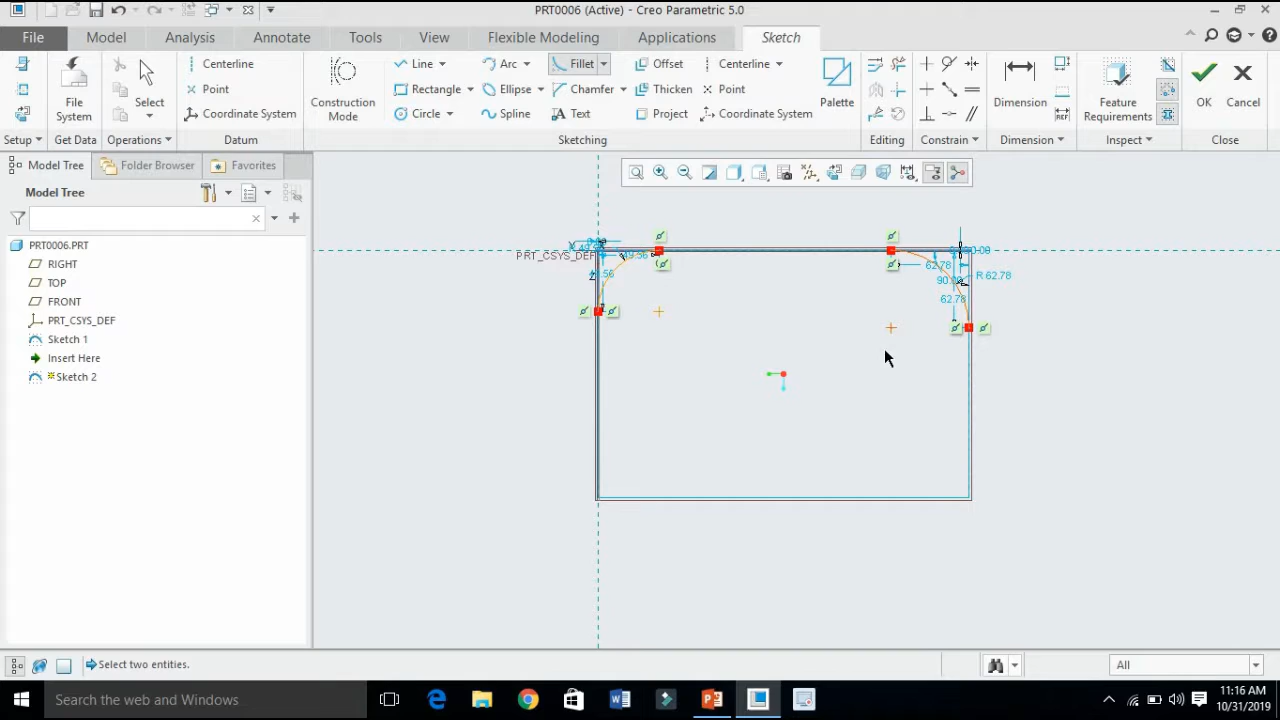 PRT0006 (Active) - Creo Parametric 5.0
File Model Analysis Annotate Tools View Flexible Modeling Applications Sketch
Centerline Line Arc Fillet Offset Centerline
Point Rectangle Ellipse Chamfer Thicken Point
File System Select Coordinate System Construction Mode Circle Spline Text Project Coordinate System Palette Dimension Feature Requirements OK Cancel
Setup Get Data Operations Datum Sketching Editing Constrain Dimension Inspect Close
Model Tree Folder Browser Favorites
Model Tree
PRT0006.PRT
RIGHT
TOP
FRONT
PRT_CSYS_DEF
Sketch 1
Insert Here
Sketch 2
PRT_CSYS_DEF
49.56
62.78
R 62.78
62.78
Select two entities.
All
Search the web and Windows
11:16 AM
10/31/2019